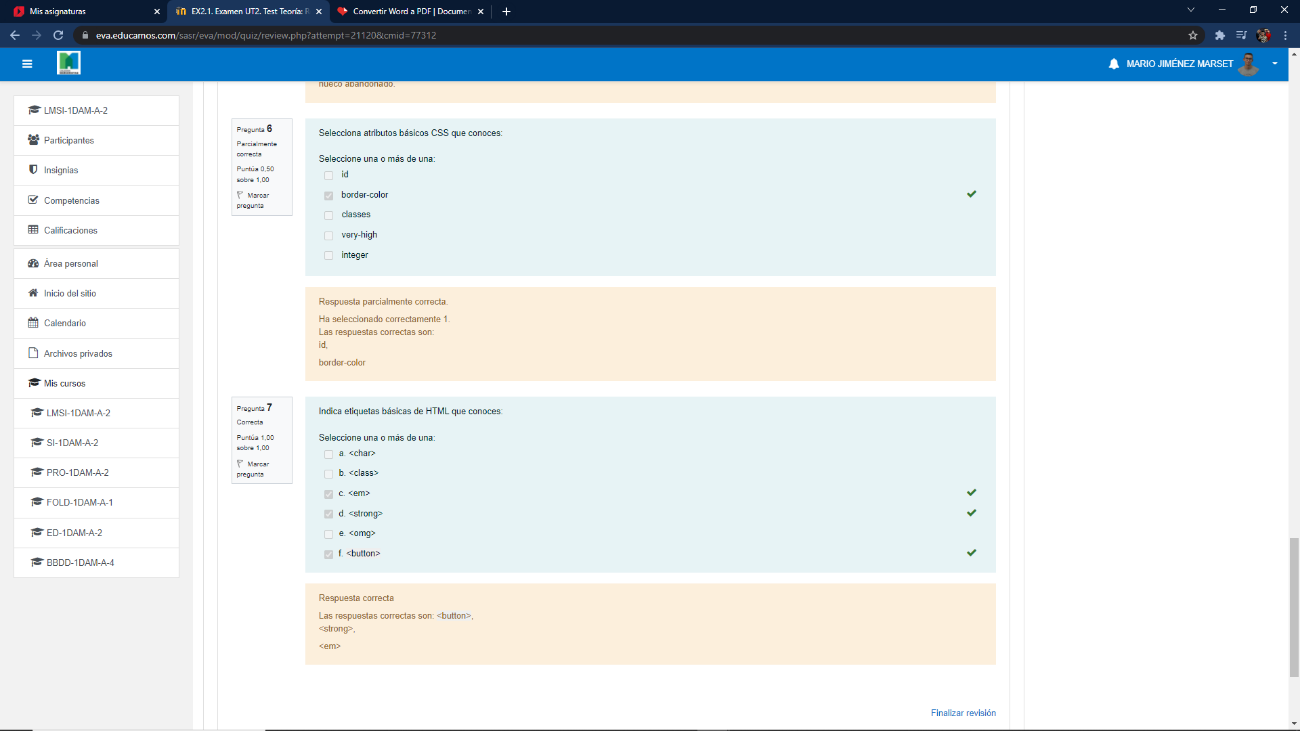 Mis asignaturas
EX2.1. Examen UT2. Test Teoría: R
Convertir Word a PDF | Documen
eva.educamos.com/sasr/eva/mod/quiz/review.php?attempt=21120&cmid=77312
MARIO JIMÉNEZ MARSET
LMSI-1DAM-A-2
Participantes
Insignias
Competencias
Calificaciones
Área personal
Inicio del sitio
Calendario
Archivos privados
Mis cursos
LMSI-1DAM-A-2
SI-1DAM-A-2
PRO-1DAM-A-2
FOLD-1DAM-A-1
ED-1DAM-A-2
BBDD-1DAM-A-4
hueco abandonado.
Pregunta 6
Parcialmente
correcta
Puntúa 0,50
sobre 1,00
Marcar
pregunta
Selecciona atributos básicos CSS que conoces:
Seleccione una o más de una:
id
border-color
classes
very-high
integer
Respuesta parcialmente correcta.
Ha seleccionado correctamente 1.
Las respuestas correctas son:
id,
border-color
Pregunta 7
Correcta
Puntúa 1,00
sobre 1,00
Marcar
pregunta
Indica etiquetas básicas de HTML que conoces:
Seleccione una o más de una:
a. <char>
b. <class>
c. <em>
d. <strong>
e. <omg>
f. <button>
Respuesta correcta
Las respuestas correctas son: <button>,
<strong>,
<em>
Finalizar revisión